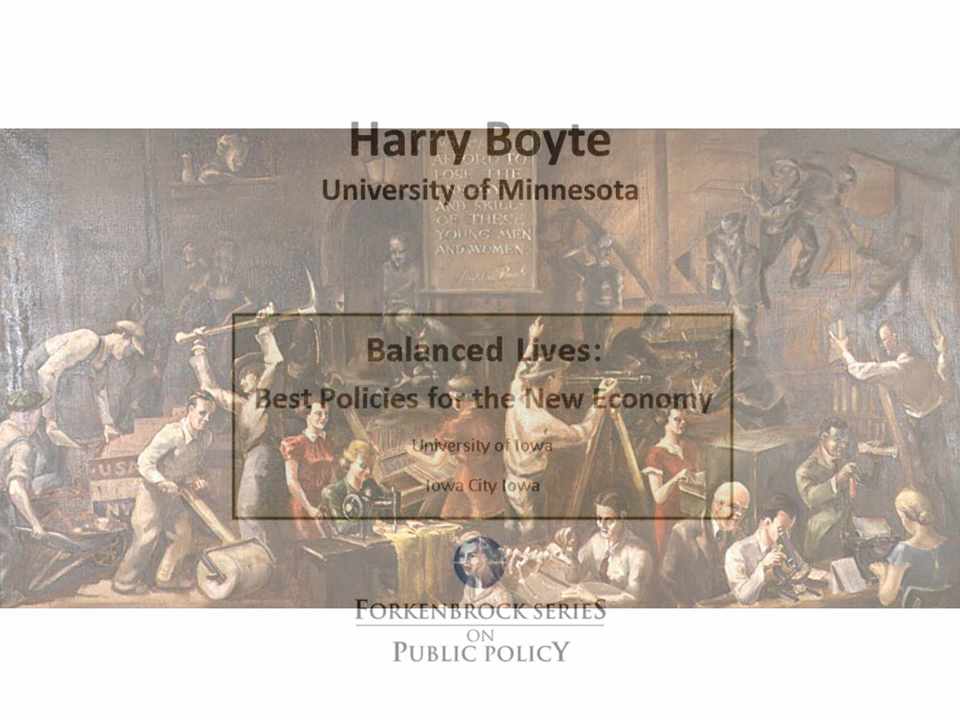 Harry Boyte
University of Minnesota
AFFORD TO
LOSE THE
AND SKILL
OF THESE
YOUNG MEN
AND WOMEN.
Balanced Lives:
Best Policies for the New Economy
University of Iowa
Iowa City Iowa
USA
FORKENBROCK SERIES
ON
PUBLIC POLICY